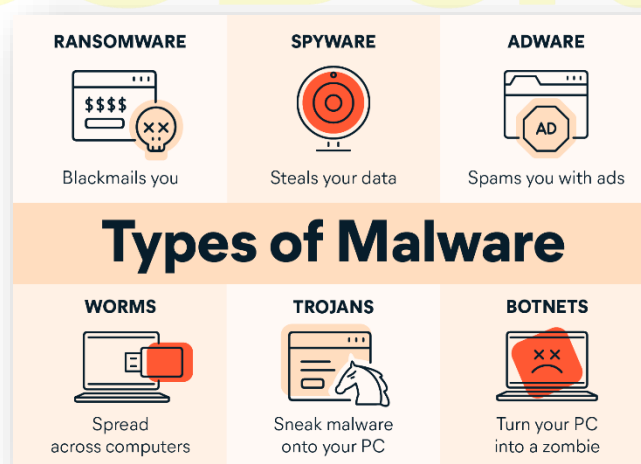 RANSOMWARE
SPYWARE
ADWARE
$$$$
AD
Blackmails you
Steals your data
Spams you with ads
Types of Malware
WORMS
TROJANS
BOTNETS
Spread
across computers
Sneak malware
onto your PC
Turn your PC
into a zombie